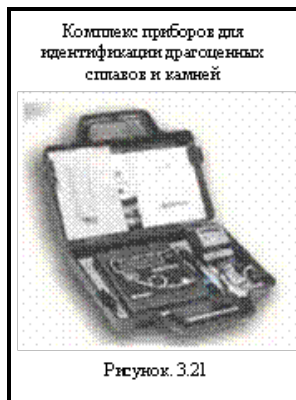 Комплекс приборов для
идентификации драгоценных
сплавов и камней
Рисунок. 3.21